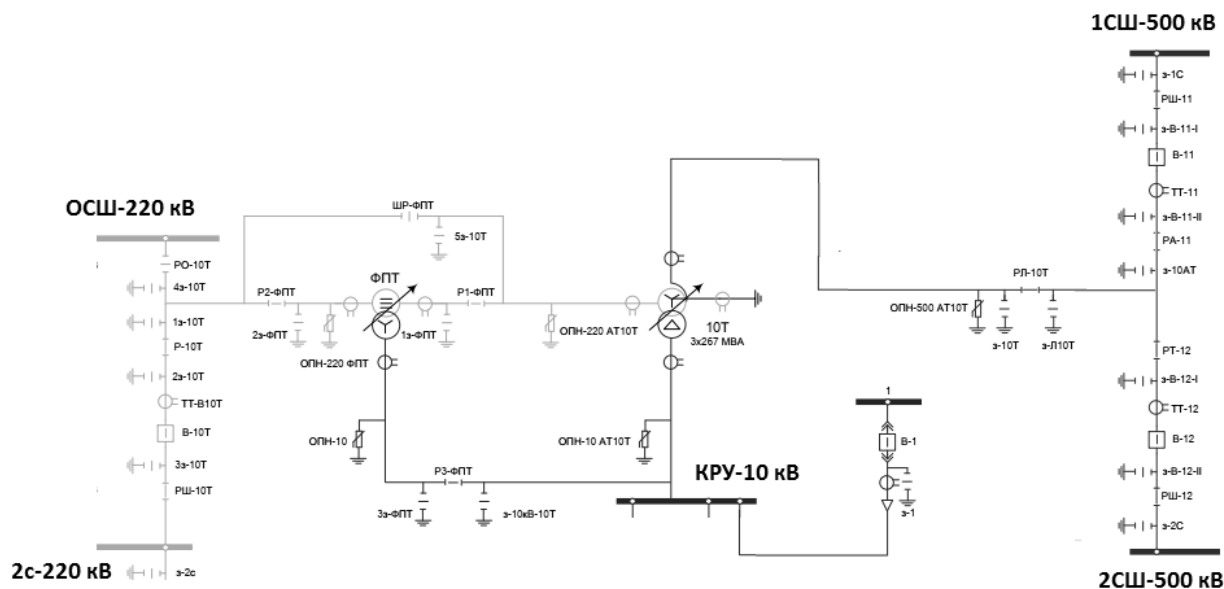 1СШ-500 кВ
з-1С
РШ-11
з-В-11-I
В-11
ТТ-11
з-В-11-II
РА-11
з-10АТ
ОСШ-220 кВ
РО-10Т
4з-10Т
1з-10Т
Р-10Т
2з-10Т
ТТ-В10Т
В-10Т
3з-10Т
РШ-10Т
2с-220 кВ
з-2с
ШР-ФПТ
5з-10Т
Р2-ФПТ
ФПТ
Р1-ФПТ
2з-ФПТ
1з-ФПТ
ОПН-220 ФПТ
ОПН-220 АТ10Т
10Т
3х267 МВА
ОПН-10
ОПН-10 АТ10Т
Р3-ФПТ
3з-ФПТ
з-10кВ-10Т
КРУ-10 кВ
1
В-1
з-1
РЛ-10Т
ОПН-500 АТ10Т
з-10Т
з-Л10Т
РТ-12
з-В-12-I
ТТ-12
В-12
з-В-12-II
РШ-12
з-2С
2СШ-500 кВ